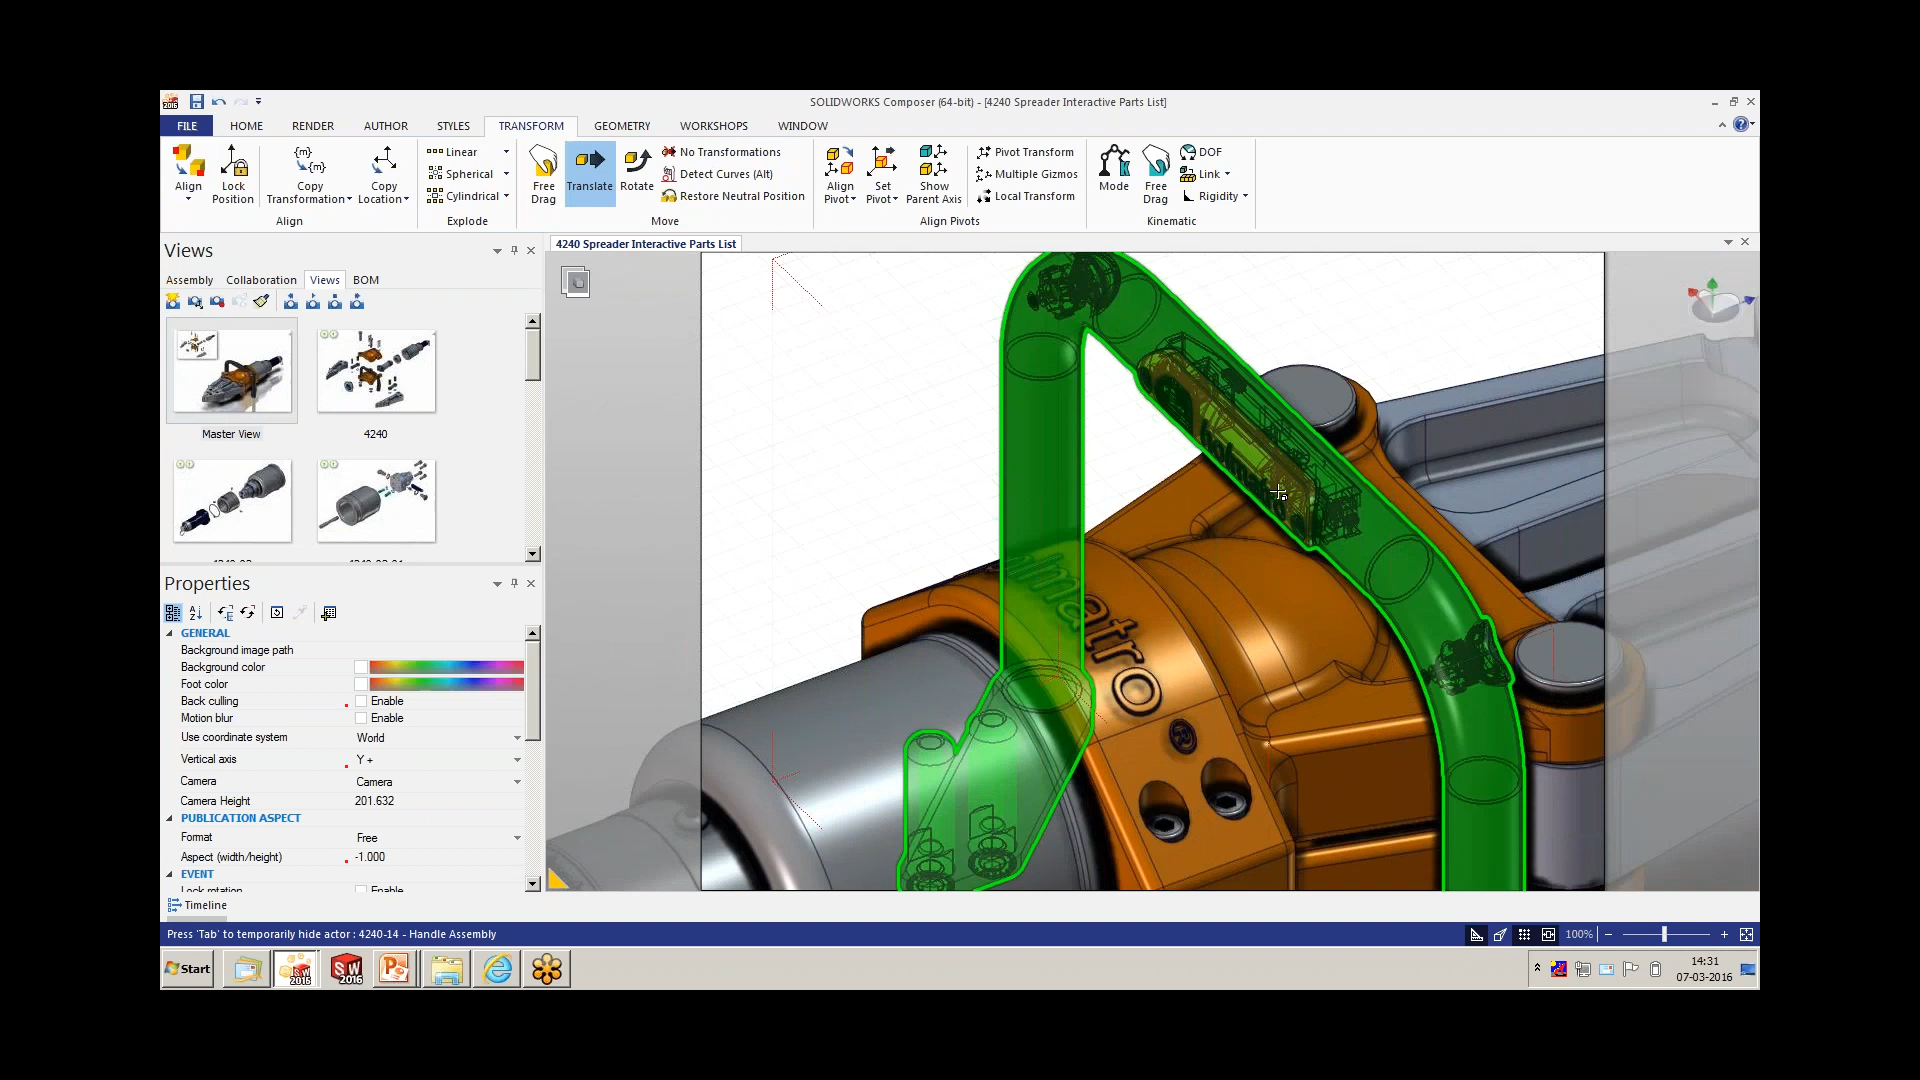 SOLIDWORKS Composer (64-bit) - [4240 Spreader Interactive Parts List]
FILE HOME RENDER AUTHOR STYLES TRANSFORM GEOMETRY WORKSHOPS WINDOW
Align
Lock Position
{m}
{m}
Copy Transformation
Copy Location
Align
Linear
Spherical
Cylindrical
Explode
Free Drag
Translate
Rotate
No Transformations
Detect Curves (Alt)
Restore Neutral Position
Move
Align Pivot
Set Pivot
Show Parent Axis
Pivot Transform
Multiple Gizmos
Local Transform
Align Pivots
Mode
Free Drag
DOF
Link
Rigidity
Kinematic
Views
Assembly Collaboration Views BOM
Master View
4240
Properties
GENERAL
Background image path
Background color
Foot color
Back culling Enable
Motion blur Enable
Use coordinate system World
Vertical axis Y +
Camera Camera
Camera Height 201.632
PUBLICATION ASPECT
Format Free
Aspect (width/height) -1.000
EVENT
Lock rotation Enable
4240 Spreader Interactive Parts List
lmatro
Timeline
Press 'Tab' to temporarily hide actor : 4240-14 - Handle Assembly
100%
Start
SW 2016
SW 2016
14:31
07-03-2016